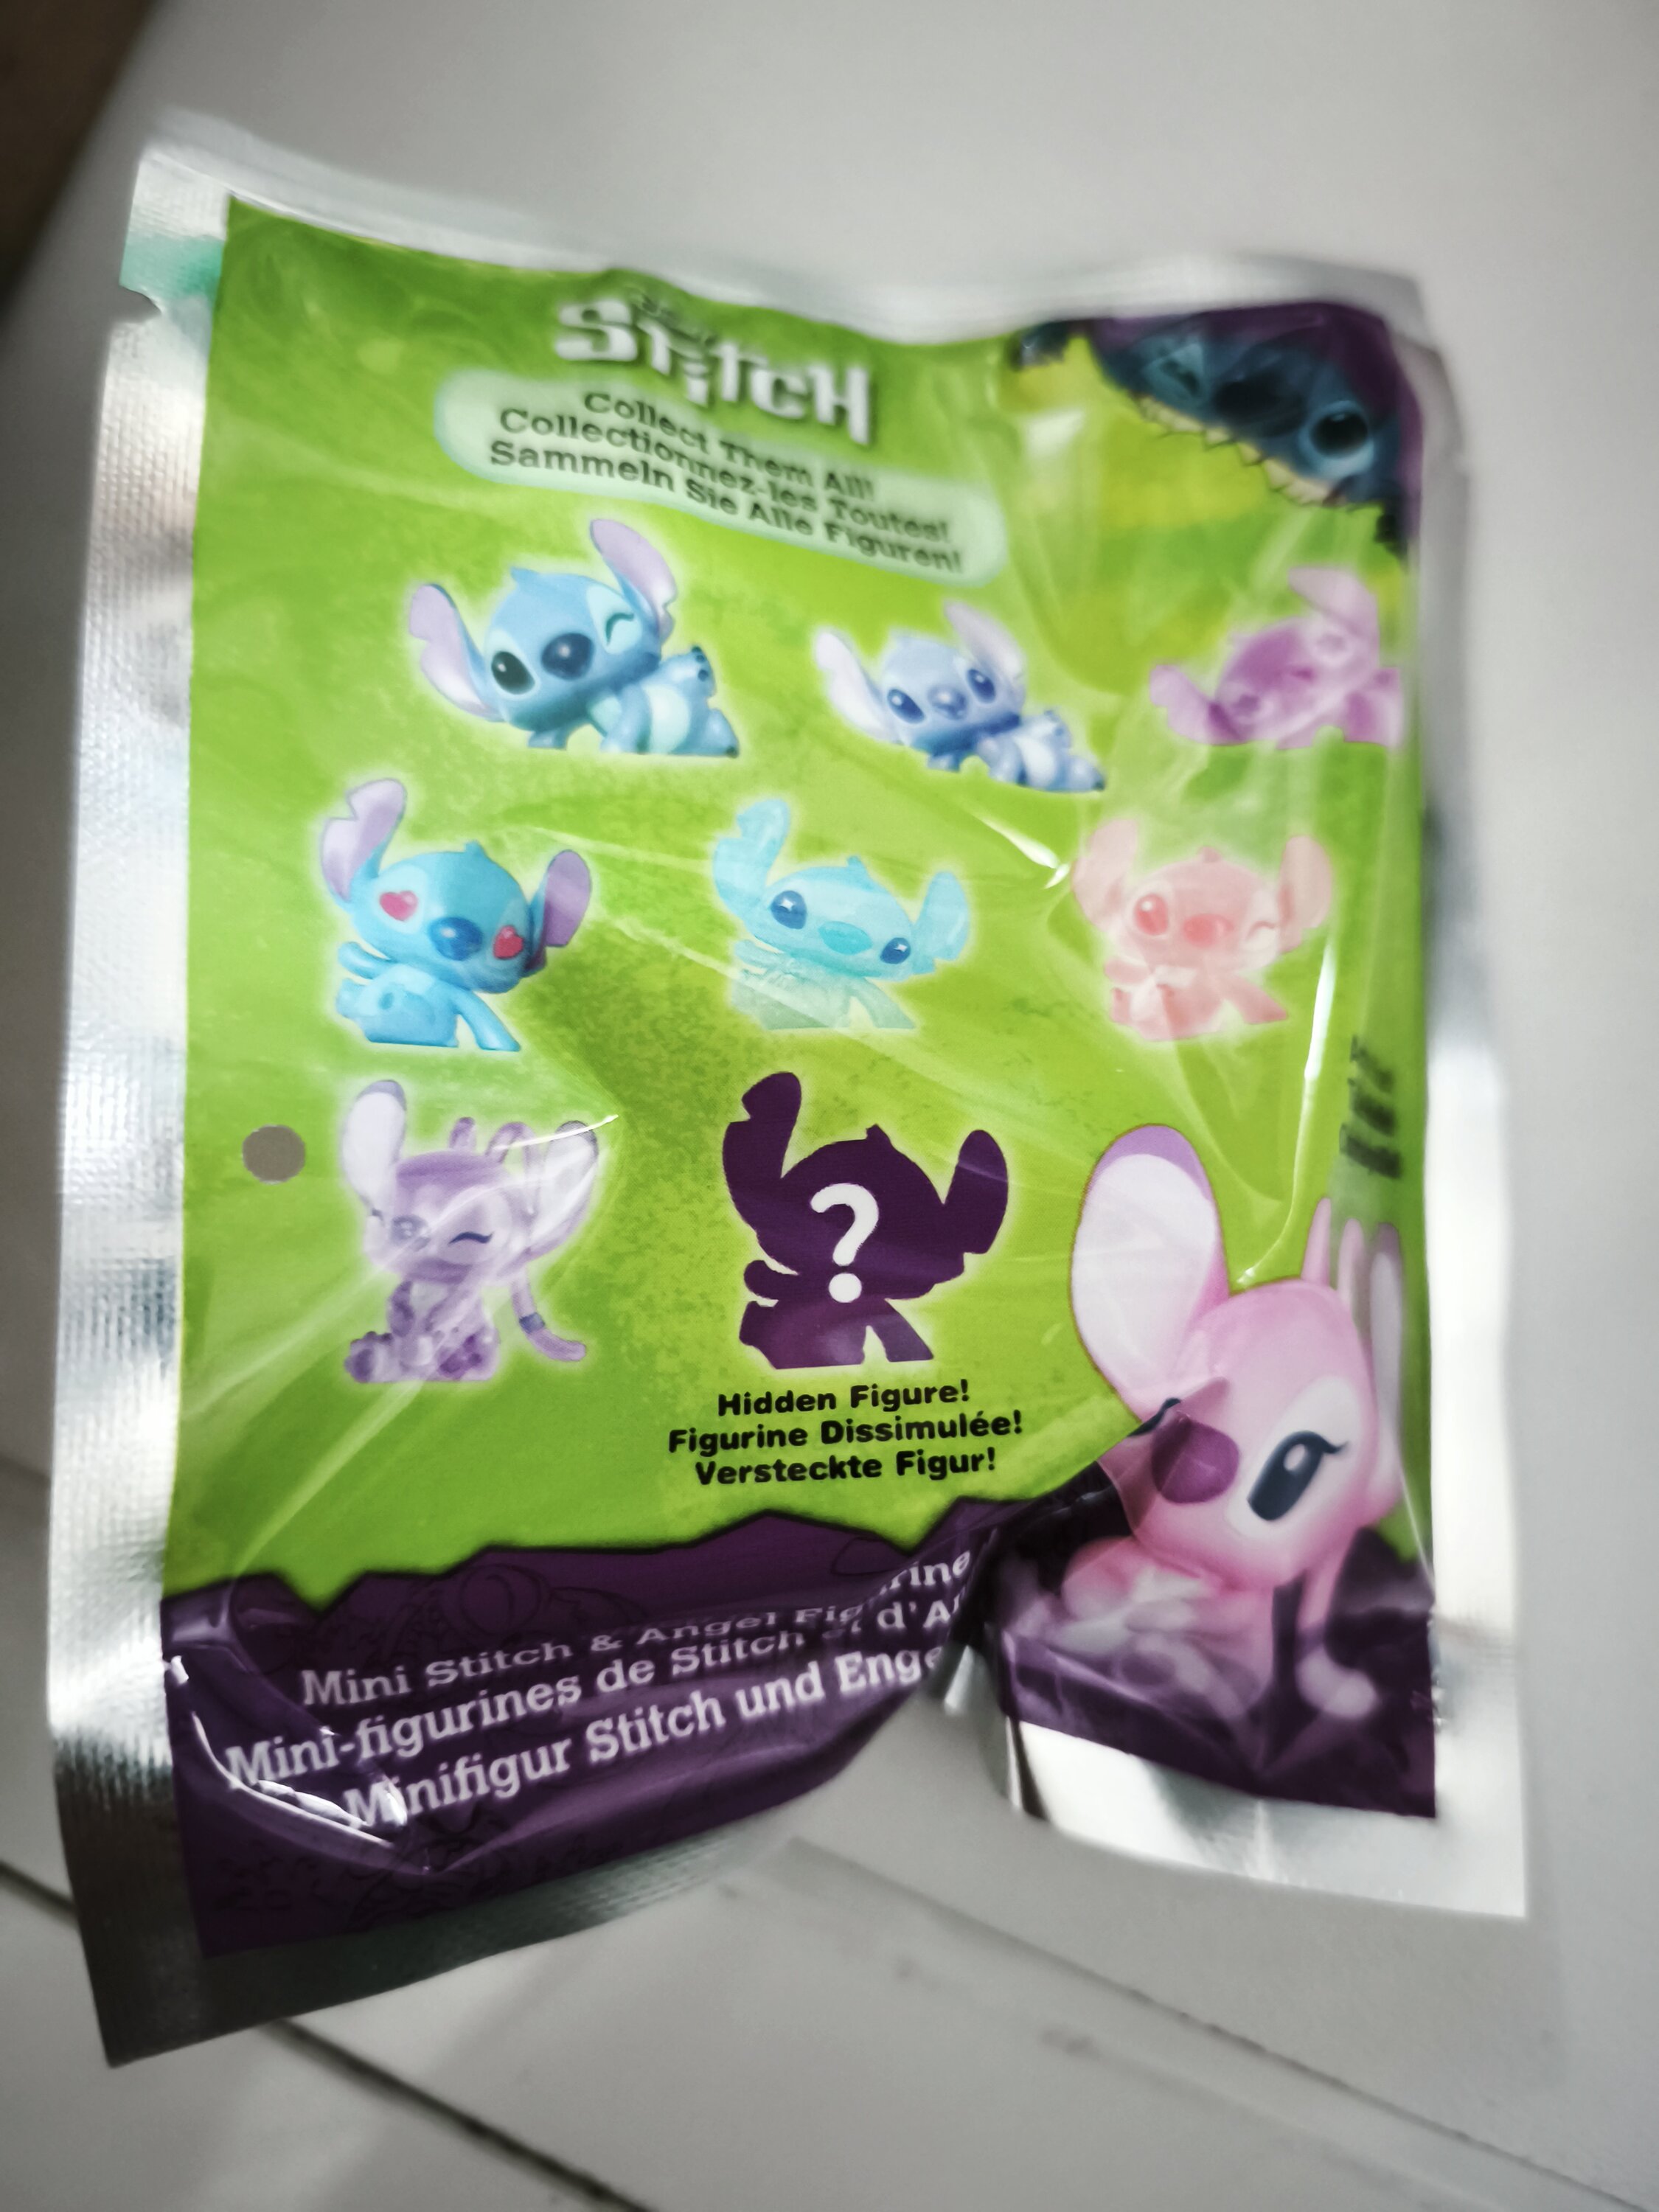 STITCH
Collect Them All!
Collectionnez-les Toutes!
Sammeln Sie Alle Figuren!
?
Hidden Figure!
Figurine Dissimulée!
Versteckte Figur!
Mini Stitch & Angel
Mini-figurines de Stitch et
Minifigur Stitch und